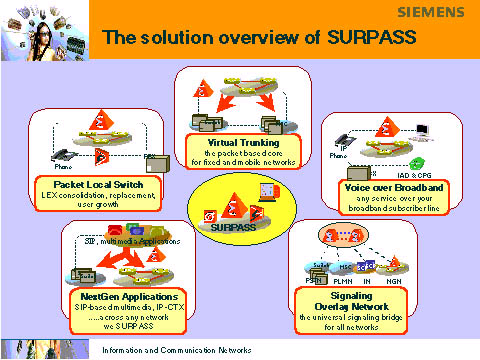 SIEMENS
The solution overview of SURPASS
Virtual Trunking
the packet based core
for fixed and mobile networks
Phone
Packet Local Switch
LEX consolidation, replacement,
user growth
IP
Phone
IAD & CPG
Voice over Broadband
any service over your
broadband subscriber line
SURPASS
SIP, multimedia Applications
NextGen Applications
SIP-based multimedia, IP-CTX
.....across any network
we SURPASS
MSC
PSTN
PLMN
IN
NGN
Signaling
Overlay Network
the universal signaling bridge
for all networks
Information and Communication Networks